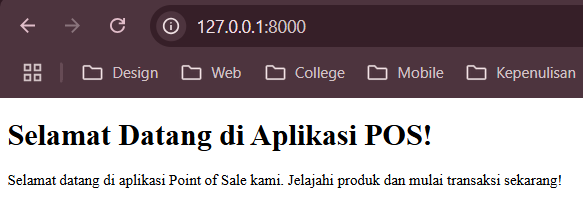 127.0.0.1:8000
Design Web College Mobile Kepenulisan
Selamat Datang di Aplikasi POS!
Selamat datang di aplikasi Point of Sale kami. Jelajahi produk dan mulai transaksi sekarang!